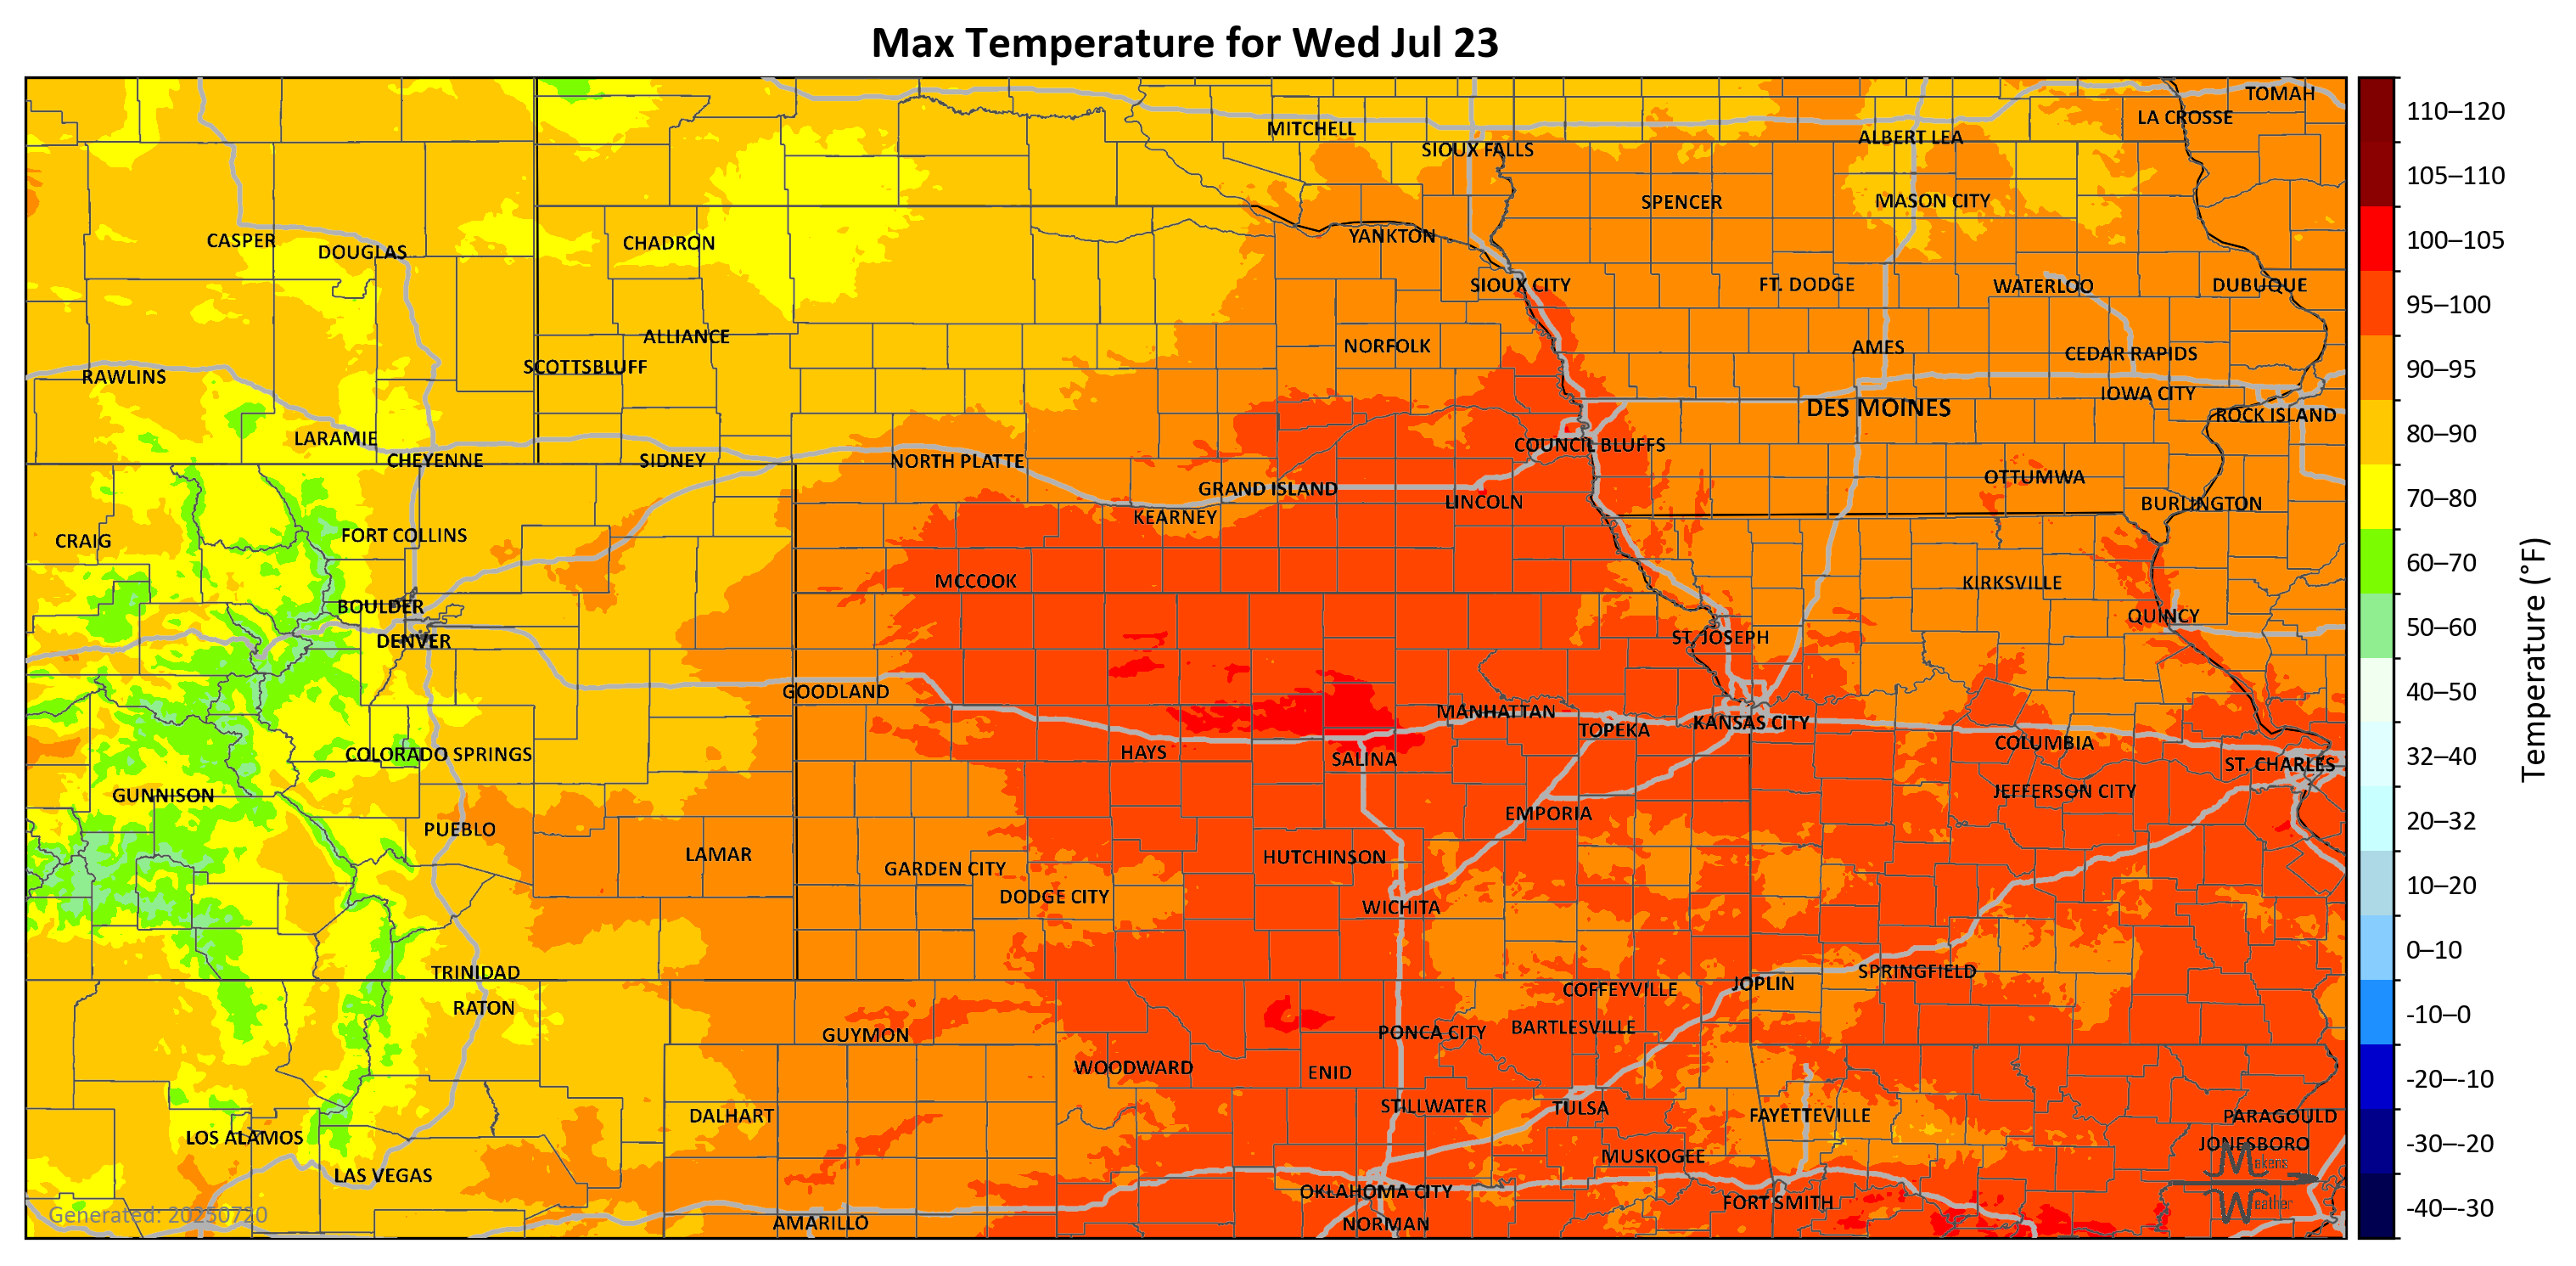 Max Temperature for Wed Jul 23
TOMAH
LA CROSSE
MITCHELL
ALBERT LEA
SIOUX FALLS
SPENCER
MASON CITY
CASPER
DOUGLAS
CHADRON
YANKTON
SIOUX CITY
FT. DODGE
WATERLOO
DUBUQUE
ALLIANCE
NORFOLK
AMES
CEDAR RAPIDS
SCOTTSBLUFF
RAWLINS
IOWA CITY
DES MOINES
ROCK ISLAND
LARAMIE
COUNCIL BLUFFS
CHEYENNE
SIDNEY
NORTH PLATTE
OTTUMWA
GRAND ISLAND
LINCOLN
BURLINGTON
KEARNEY
FORT COLLINS
CRAIG
MCCOOK
KIRKSVILLE
BOULDER
QUINCY
DENVER
ST. JOSEPH
GOODLAND
MANHATTAN
KANSAS CITY
TOPEKA
COLUMBIA
COLORADO SPRINGS
HAYS
SALINA
ST. CHARLES
GUNNISON
JEFFERSON CITY
EMPORIA
PUEBLO
LAMAR
HUTCHINSON
GARDEN CITY
DODGE CITY
WICHITA
TRINIDAD
SPRINGFIELD
JOPLIN
COFFEYVILLE
RATON
BARTLESVILLE
PONCA CITY
GUYMON
WOODWARD
ENID
STILLWATER
TULSA
DALHART
FAYETTEVILLE
PARAGOULD
LOS ALAMOS
JONESBORO
MUSKOGEE
LAS VEGAS
OKLAHOMA CITY
FORT SMITH
AMARILLO
NORMAN
Generated: 20250720
Makens
Weather
110–120
105–110
100–105
95–100
90–95
80–90
70–80
60–70
50–60
40–50
32–40
20–32
10–20
0–10
-10–0
-20–-10
-30–-20
-40–-30
Temperature (°F)